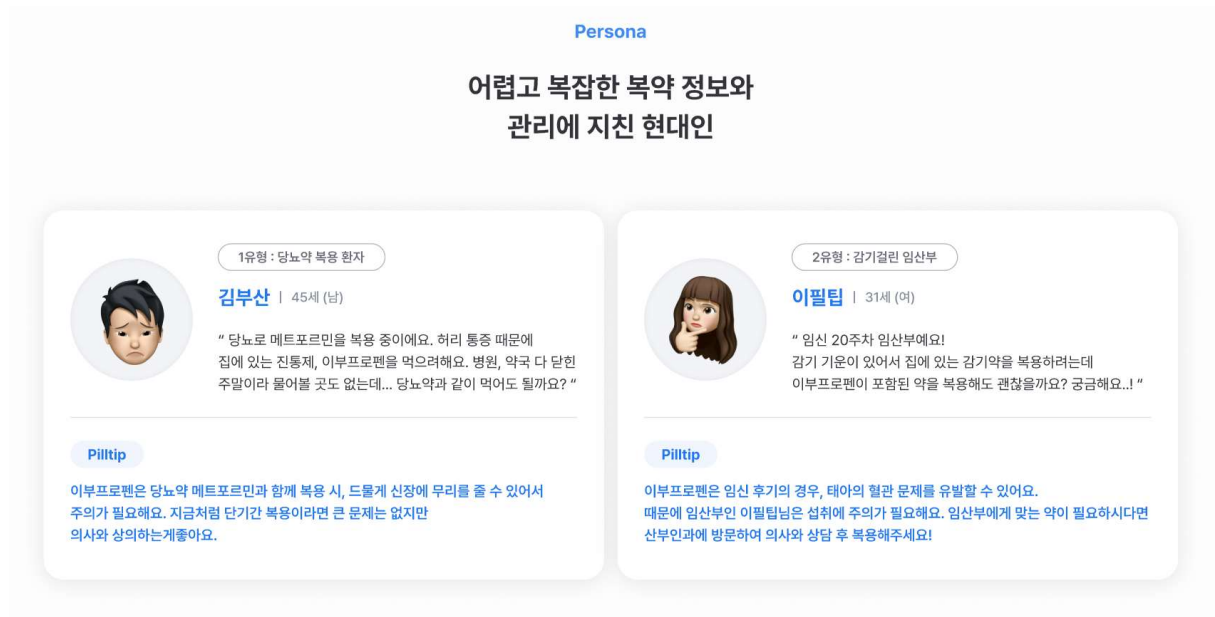 Persona
어렵고 복잡한 복약 정보와
관리에 지친 현대인
1유형 : 당뇨약 복용 환자
김부산 | 45세 (남)
“ 당뇨로 메트포르민을 복용 중이에요. 허리 통증 때문에
집에 있는 진통제, 이부프로펜을 먹으려해요. 병원, 약국 다 닫힌
주말이라 물어볼 곳도 없는데... 당뇨약과 같이 먹어도 될까요? “
Pilltip
이부프로펜은 당뇨약 메트포르민과 함께 복용 시, 드물게 신장에 무리를 줄 수 있어서
주의가 필요해요. 지금처럼 단기간 복용이라면 큰 문제는 없지만
의사와 상의하는게좋아요.
2유형 : 감기걸린 임산부
이필팁 | 31세 (여)
“ 임신 20주차 임산부예요!
감기 기운이 있어서 집에 있는 감기약을 복용하려는데
이부프로펜이 포함된 약을 복용해도 괜찮을까요? 궁금해요..! “
Pilltip
이부프로펜은 임신 후기의 경우, 태아의 혈관 문제를 유발할 수 있어요.
때문에 임산부인 이필팁님은 섭취에 주의가 필요해요. 임산부에게 맞는 약이 필요하시다면
산부인과에 방문하여 의사와 상담 후 복용해주세요!